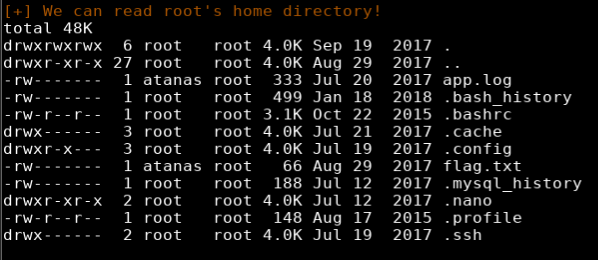 [+] We can read root's home directory!
total 48K
drwxrwxrwx  6 root   root 4.0K Sep 19  2017 .
drwxr-xr-x 27 root   root 4.0K Aug 29  2017 ..
-rw-------  1 atanas root  333 Jul 20  2017 app.log
-rw-------  1 root   root  499 Jan 18  2018 .bash_history
-rw-r--r--  1 root   root 3.1K Oct 22  2015 .bashrc
drwx------  3 root   root 4.0K Jul 21  2017 .cache
drwxr-x---  3 root   root 4.0K Jul 19  2017 .config
-rw-------  1 atanas root   66 Aug 29  2017 flag.txt
-rw-------  1 root   root  188 Jul 12  2017 .mysql_history
drwxr-xr-x  2 root   root 4.0K Jul 12  2017 .nano
-rw-r--r--  1 root   root  148 Aug 17  2015 .profile
drwx------  2 root   root 4.0K Jul 19  2017 .ssh